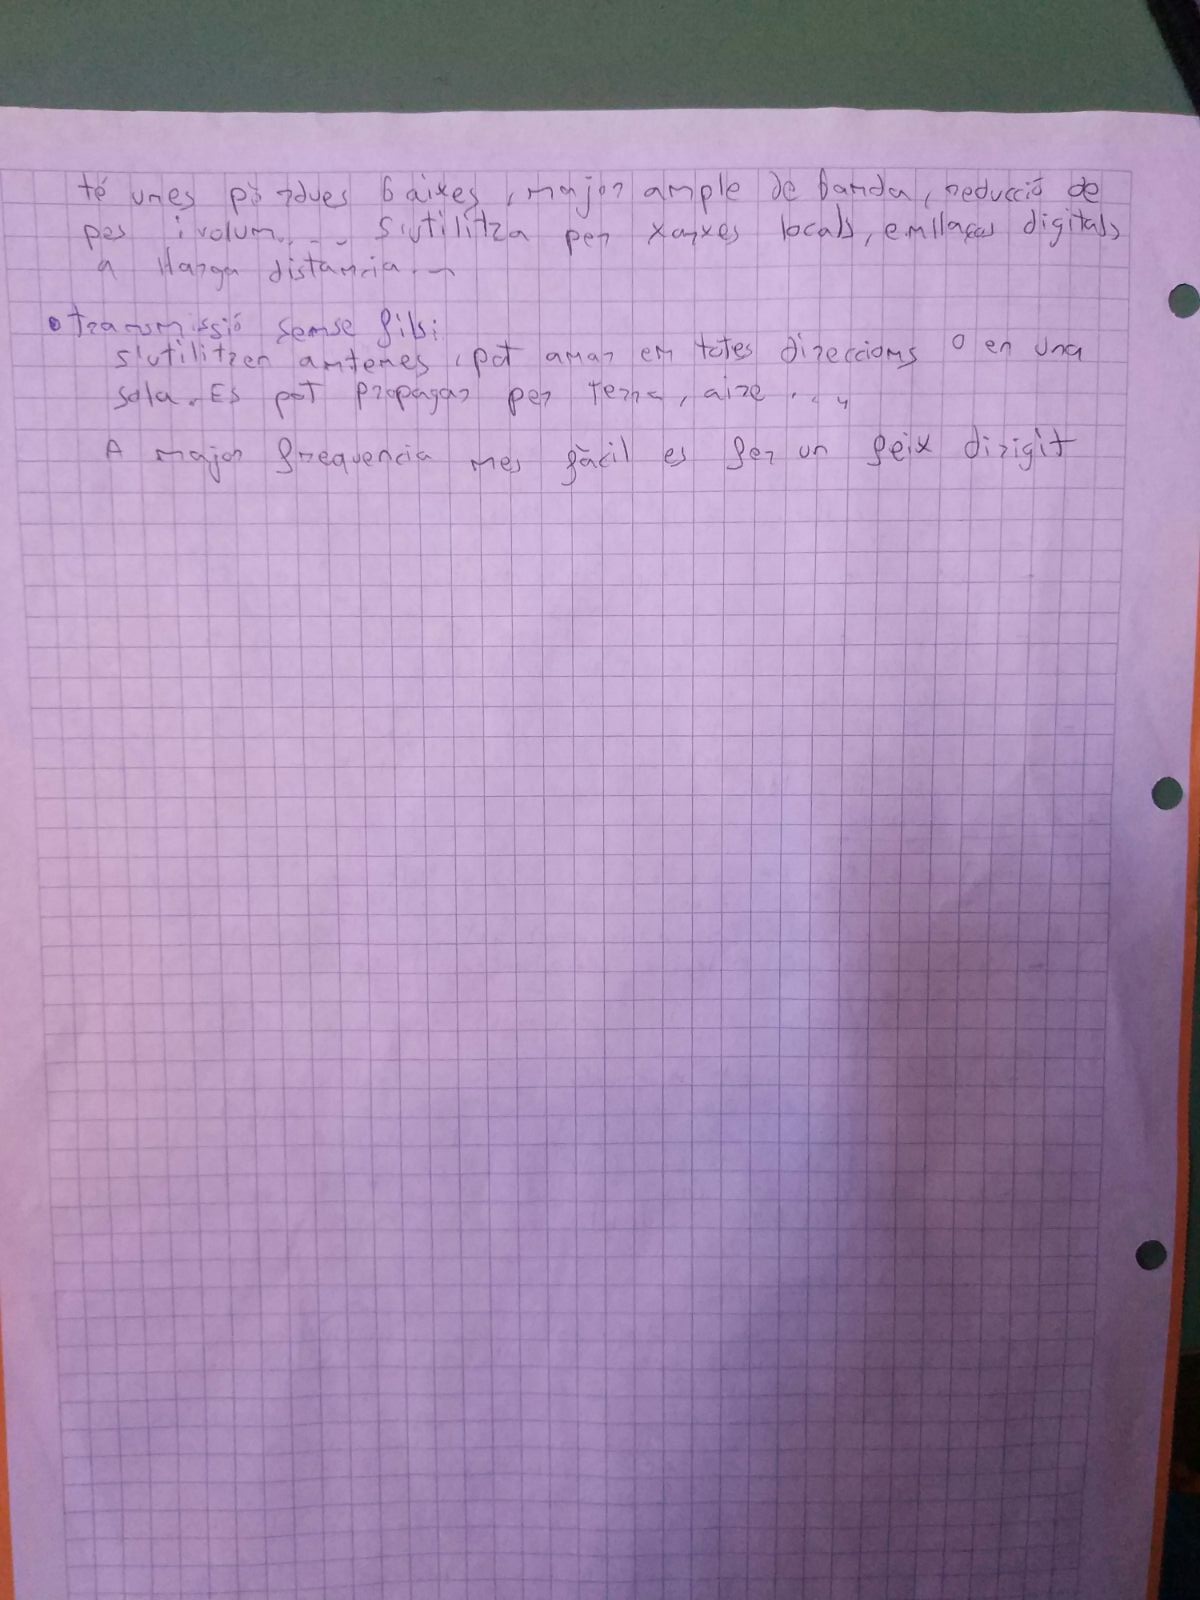 té unes pèrdues baixes, major ample de banda, reducció de
pes i volum... S'utilitza per xarxes locals, enllaços digitals
a llarga distancia...
• transmissió sense fils:
s'utilitzen antenes, pot anar en totes direccions o en una
sola. Es pot propagar per terra, aire...
A major frequencia mes fàcil es fer un feix dirigit